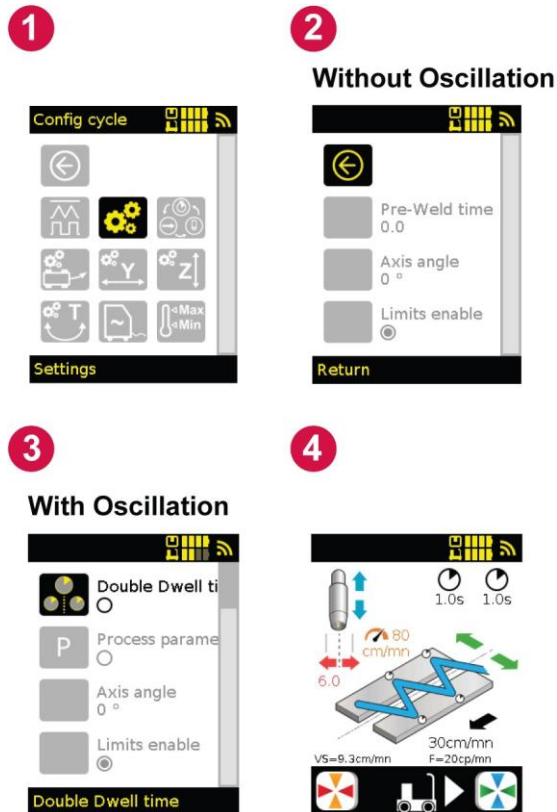 1
Config cycle
Y
Z
T
Max
Min
Settings
2
Without Oscillation
Pre-Weld time
0.0
Axis angle
0 °
Limits enable
Return
3
With Oscillation
Double Dwell ti
P
Process parame
Axis angle
0 °
Limits enable
Double Dwell time
4
1.0s 1.0s
80
cm/mn
6.0
30cm/mn
VS=9.3cm/mn F=20cp/mn